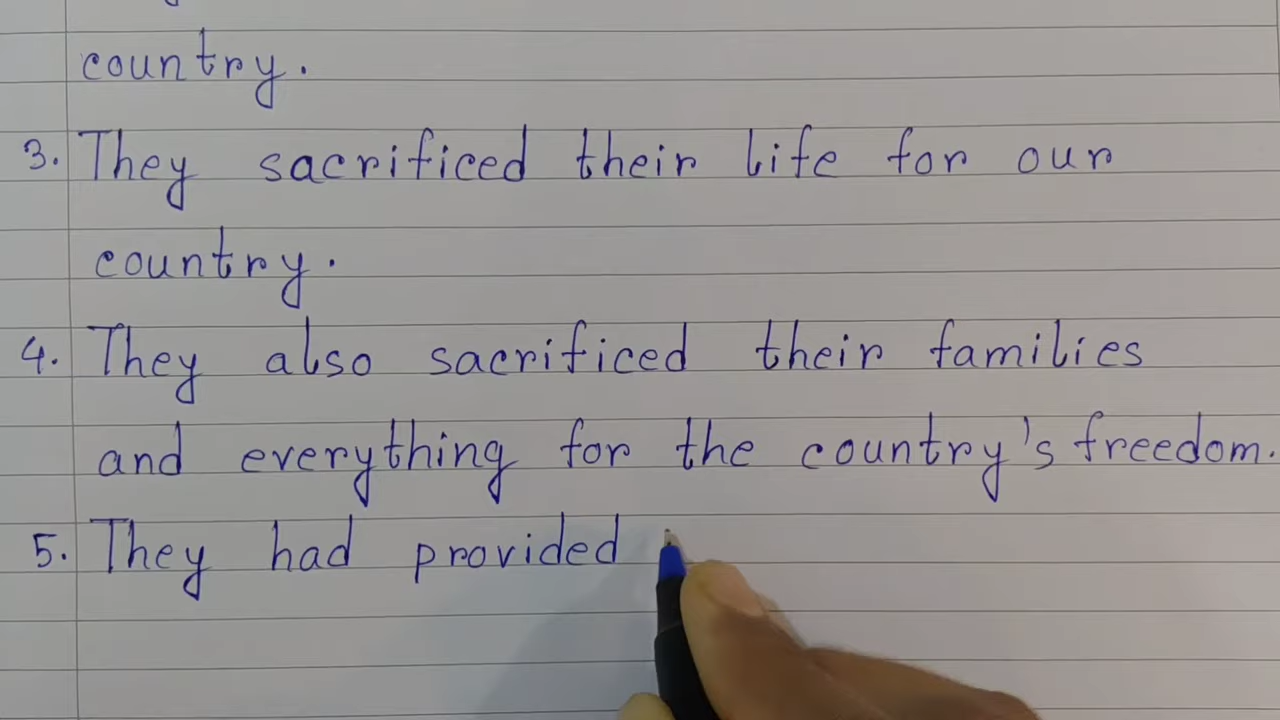 country.
3. They sacrificed their life for our
country.
4. They also sacrificed their families
and everything for the country's freedom.
5. They had provided